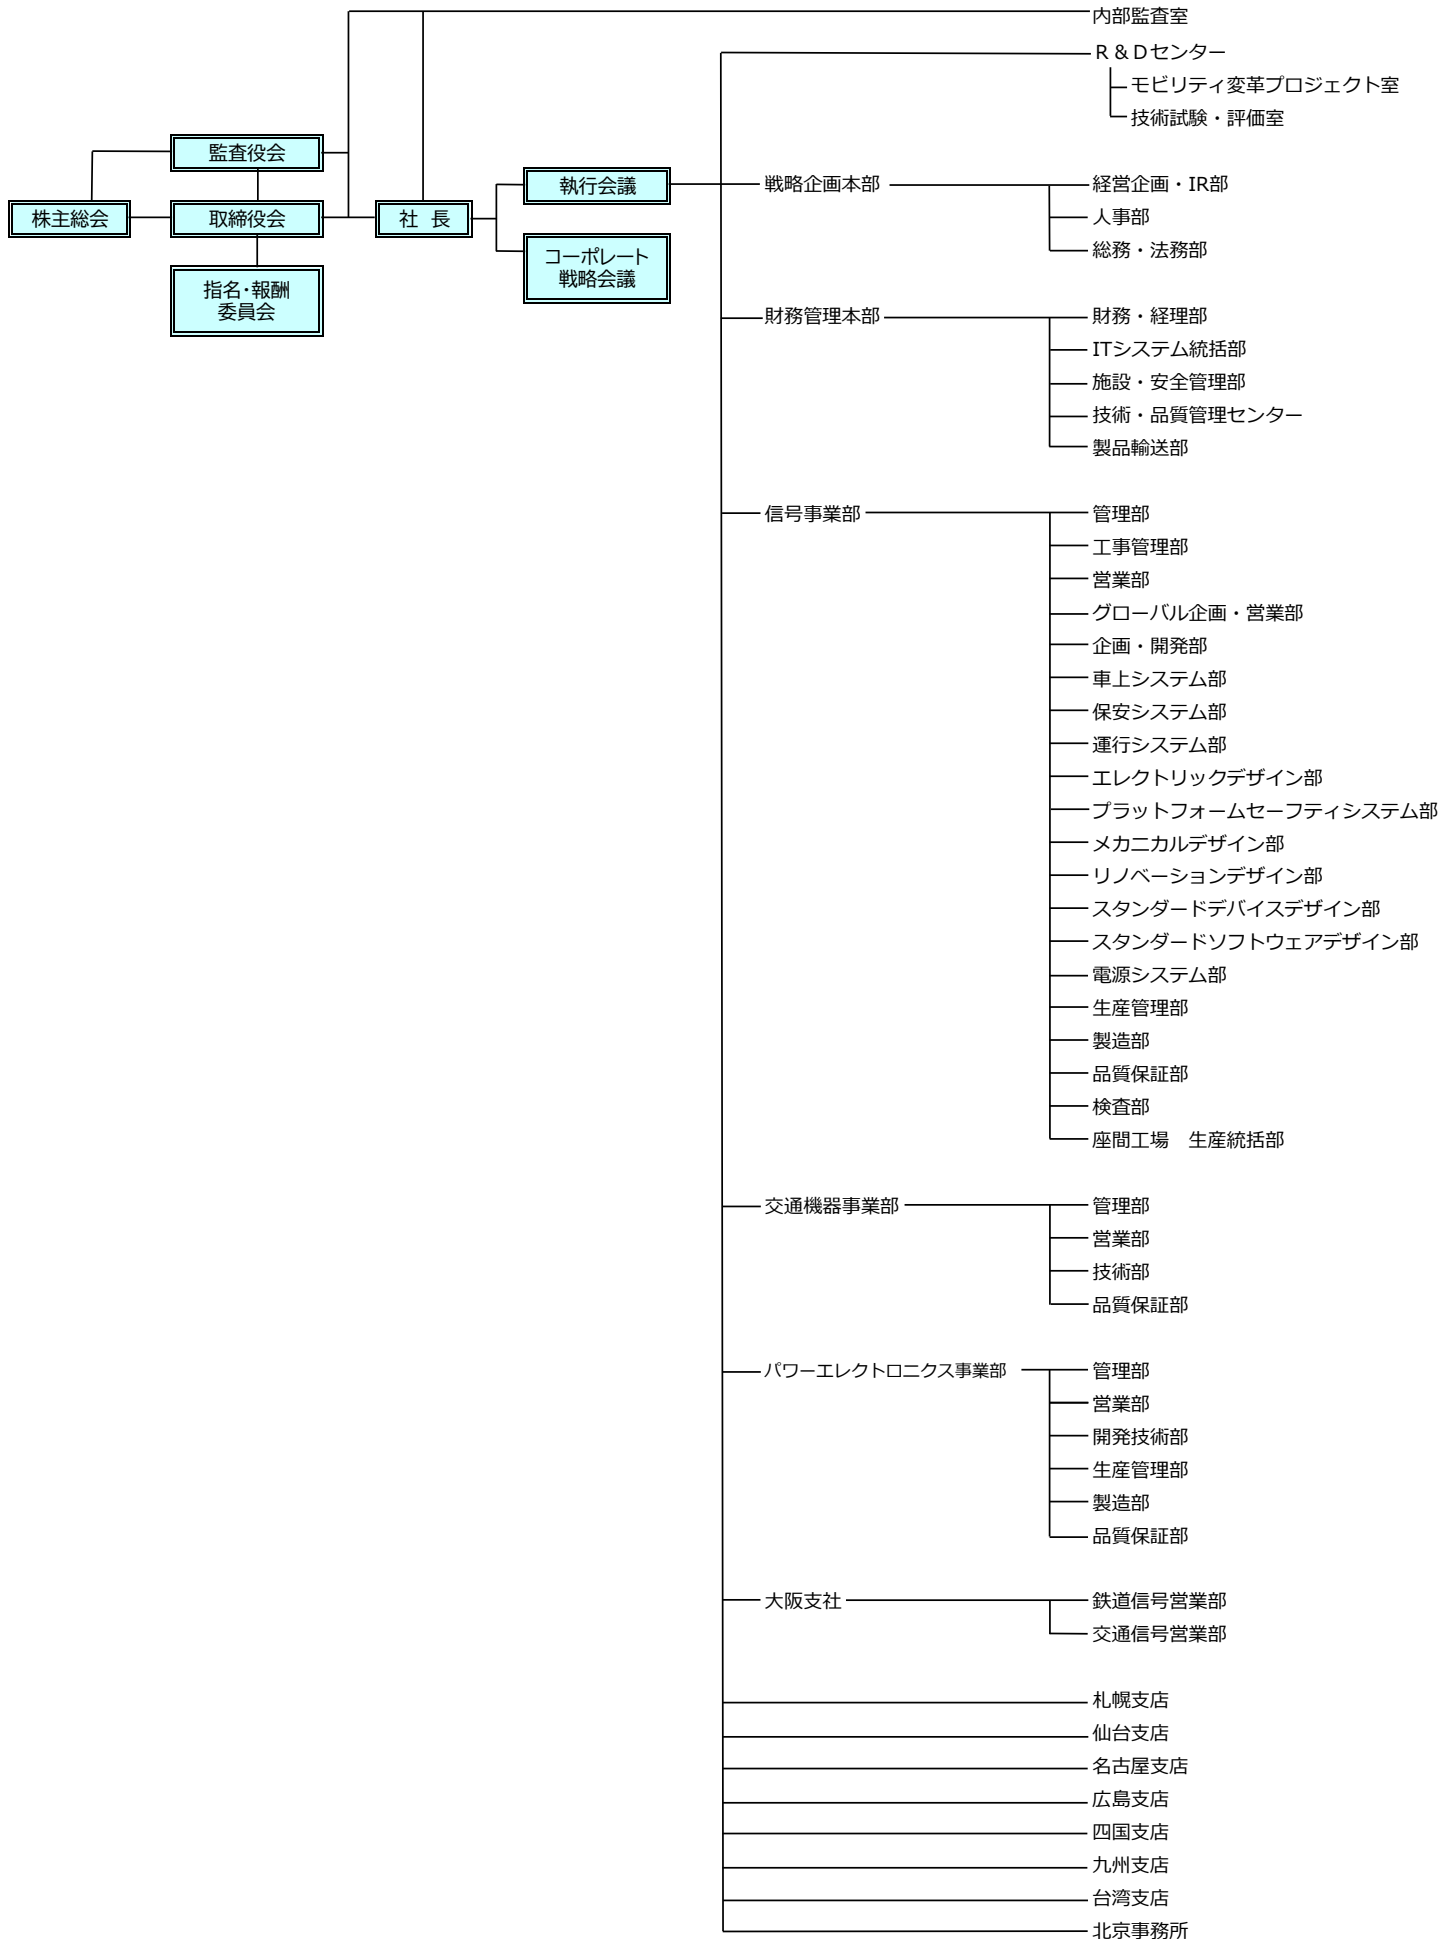 内部監査室
R＆Dセンター
モビリティ変革プロジェクト室
技術試験・評価室
監査役会
株主総会
取締役会
社 長
指名・報酬
委員会
執行会議
コーポレート
戦略会議
戦略企画本部
経営企画・IR部
人事部
総務・法務部
財務管理本部
財務・経理部
ITシステム統括部
施設・安全管理部
技術・品質管理センター
製品輸送部
信号事業部
管理部
工事管理部
営業部
グローバル企画・営業部
企画・開発部
車上システム部
保安システム部
運行システム部
エレクトリックデザイン部
プラットフォームセーフティシステム部
メカニカルデザイン部
リノベーションデザイン部
スタンダードデバイスデザイン部
スタンダードソフトウェアデザイン部
電源システム部
生産管理部
製造部
品質保証部
検査部
座間工場　生産統括部
交通機器事業部
管理部
営業部
技術部
品質保証部
パワーエレクトロニクス事業部
管理部
営業部
開発技術部
生産管理部
製造部
品質保証部
大阪支社
鉄道信号営業部
交通信号営業部
札幌支店
仙台支店
名古屋支店
広島支店
四国支店
九州支店
台湾支店
北京事務所